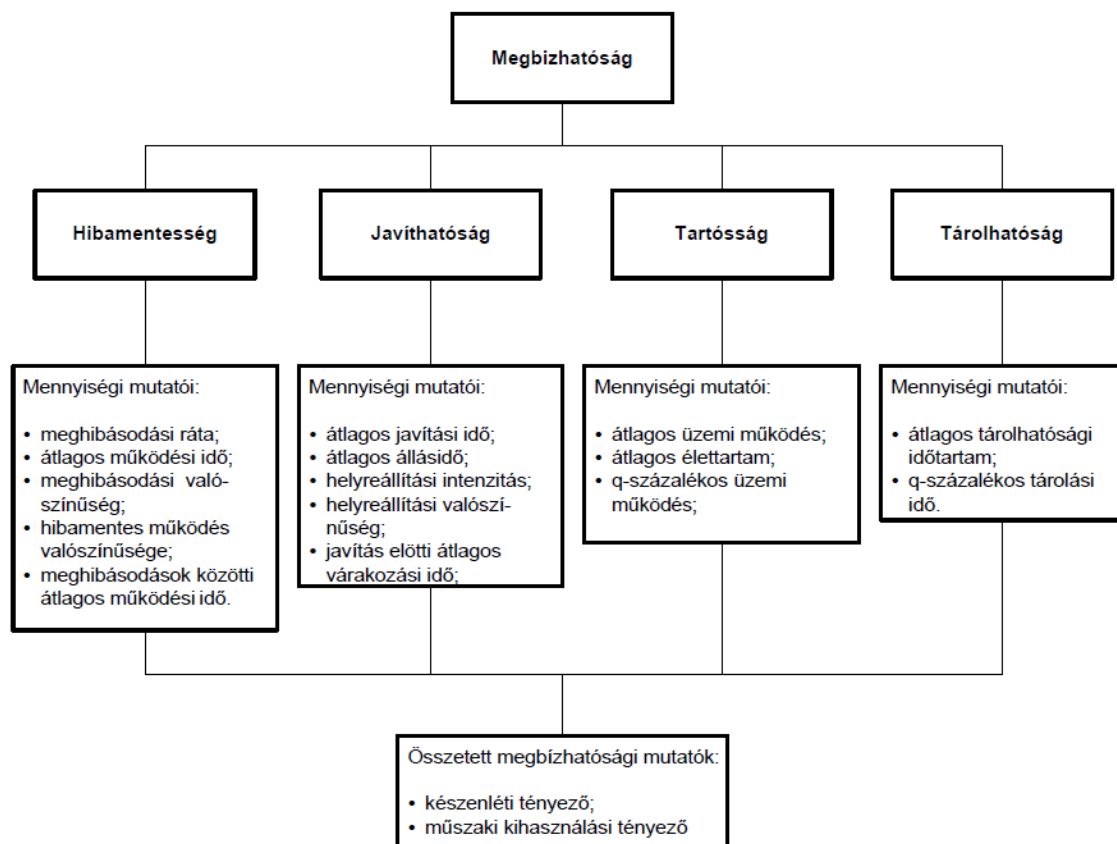 Megbizhatóság
Hibamentesség
Javíthatóság
Tartósság
Tárolhatóság
Mennyiségi mutatói:
• meghibásodási ráta;
• átlagos működési idő;
• meghibásodási való-
színűség;
• hibamentes működés
valószínűsége;
• meghibásodások közötti
átlagos működési idő.
Mennyiségi mutatói:
• átlagos javítási idő;
• átlagos állásidő;
• helyreállítási intenzitás;
• helyreállítási valószí-
nűség;
• javítás elötti átlagos
várakozási idő;
Mennyiségi mutatói:
• átlagos üzemi működés;
• átlagos élettartam;
• q-százalékos üzemi
működés;
Mennyiségi mutatói:
• átlagos tárolhatósági
időtartam;
• q-százalékos tárolási
idő.
Összetett megbízhatósági mutatók:
• készenléti tényező;
• műszaki kihasználási tényező